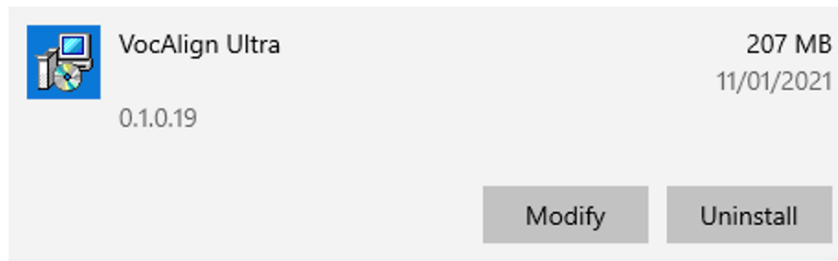 VocAlign Ultra
207 MB
11/01/2021
0.1.0.19
Modify
Uninstall